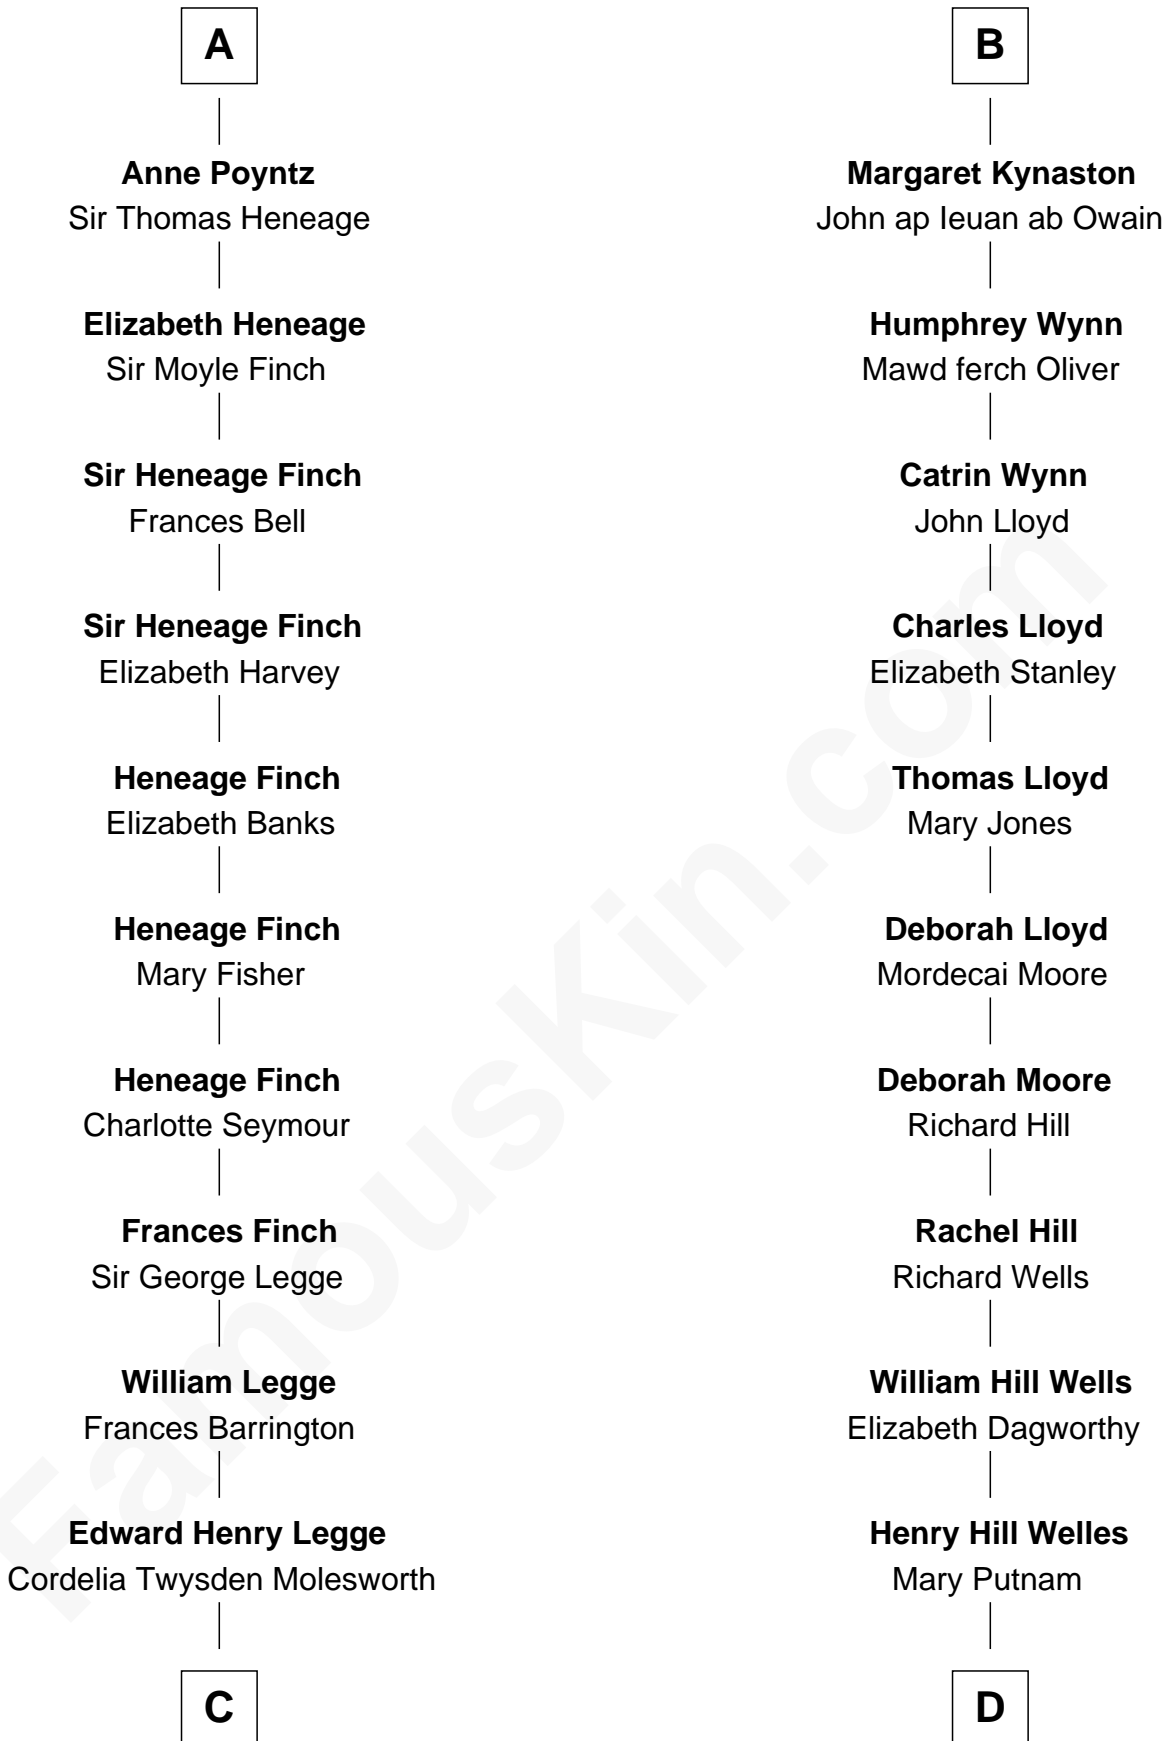 A
Anne Poyntz
Sir Thomas Heneage
Elizabeth Heneage
Sir Moyle Finch
Sir Heneage Finch
Frances Bell
Sir Heneage Finch
Elizabeth Harvey
Heneage Finch
Elizabeth Banks
Heneage Finch
Mary Fisher
Heneage Finch
Charlotte Seymour
Frances Finch
Sir George Legge
William Legge
Frances Barrington
Edward Henry Legge
Cordelia Twysden Molesworth
C
B
Margaret Kynaston
John ap Ieuan ab Owain
Humphrey Wynn
Mawd ferch Oliver
Catrin Wynn
John Lloyd
Charles Lloyd
Elizabeth Stanley
Thomas Lloyd
Mary Jones
Deborah Lloyd
Mordecai Moore
Deborah Moore
Richard Hill
Rachel Hill
Richard Wells
William Hill Wells
Elizabeth Dagworthy
Henry Hill Welles
Mary Putnam
D
FamousKin.com